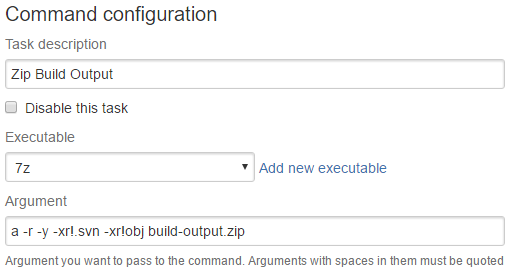 Command configuration
Task description
Zip Build Output
Disable this task
Executable
7z Add new executable
Argument
a -r -y -xr!.svn -xr!obj build-output.zip
Argument you want to pass to the command. Arguments with spaces in them must be quoted